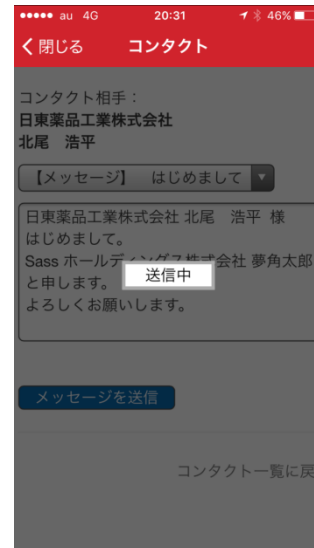 au 4G 20:31 46%
閉じる コンタクト
コンタクト相手：
日東薬品工業株式会社
北尾　浩平
【メッセージ】　はじめまして
日東薬品工業株式会社 北尾　浩平 様
はじめまして。
Sass ホールディングス株式会社 夢角太郎
と申します。
送信中
よろしくお願いします。
メッセージを送信
コンタクト一覧に戻